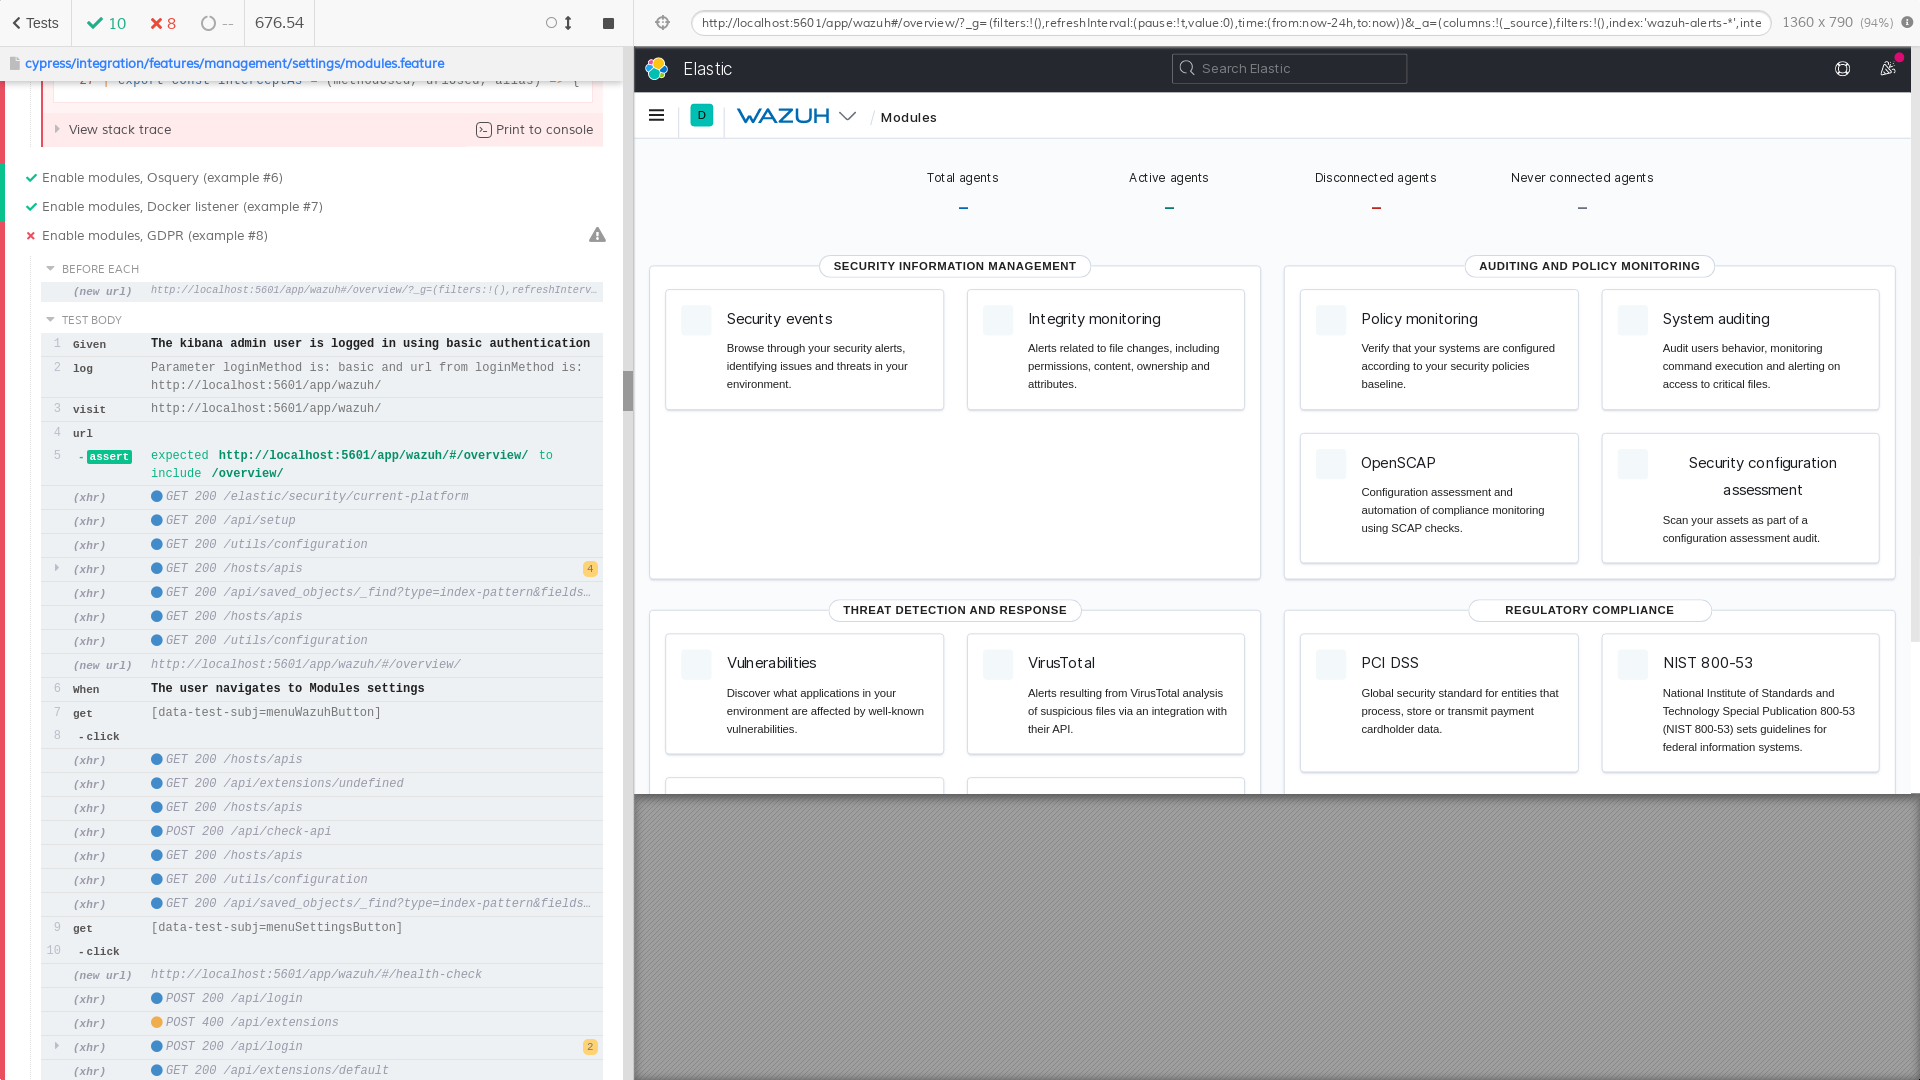 Tests
10
8
--
676.54
http://localhost:5601/app/wazuh#/overview/?_g=(filters:!(),refreshInterval:(pause:!t,value:0),time:(from:now-24h,to:now))&_a=(columns:!(_source),filters:!(),index:'wazuh-alerts-*',inte
1360 x 790 (94%)
cypress/integration/features/management/settings/modules.feature
View stack trace
Print to console
Enable modules, Osquery (example #6)
Enable modules, Docker listener (example #7)
Enable modules, GDPR (example #8)
BEFORE EACH
(new url) http://localhost:5601/app/wazuh#/overview/?_g=(filters:!(),refreshInterv…
TEST BODY
1 Given The kibana admin user is logged in using basic authentication
2 log Parameter loginMethod is: basic and url from loginMethod is:
http://localhost:5601/app/wazuh/
3 visit http://localhost:5601/app/wazuh/
4 url
5 -assert expected http://localhost:5601/app/wazuh/#/overview/ to
include /overview/
(xhr) GET 200 /elastic/security/current-platform
(xhr) GET 200 /api/setup
(xhr) GET 200 /utils/configuration
(xhr) GET 200 /hosts/apis 4
(xhr) GET 200 /api/saved_objects/_find?type=index-pattern&fields…
(xhr) GET 200 /hosts/apis
(xhr) GET 200 /utils/configuration
(new url) http://localhost:5601/app/wazuh/#/overview/
6 When The user navigates to Modules settings
7 get [data-test-subj=menuWazuhButton]
8 -click
(xhr) GET 200 /hosts/apis
(xhr) GET 200 /api/extensions/undefined
(xhr) GET 200 /hosts/apis
(xhr) POST 200 /api/check-api
(xhr) GET 200 /hosts/apis
(xhr) GET 200 /utils/configuration
(xhr) GET 200 /api/saved_objects/_find?type=index-pattern&fields…
9 get [data-test-subj=menuSettingsButton]
10 -click
(new url) http://localhost:5601/app/wazuh/#/health-check
(xhr) POST 200 /api/login
(xhr) POST 400 /api/extensions
(xhr) POST 200 /api/login 2
(xhr) GET 200 /api/extensions/default
Elastic
Search Elastic
D
WAZUH
/ Modules
Total agents
Active agents
Disconnected agents
Never connected agents
–
–
–
–
SECURITY INFORMATION MANAGEMENT
Security events
Browse through your security alerts,
identifying issues and threats in your
environment.
Integrity monitoring
Alerts related to file changes, including
permissions, content, ownership and
attributes.
AUDITING AND POLICY MONITORING
Policy monitoring
Verify that your systems are configured
according to your security policies
baseline.
System auditing
Audit users behavior, monitoring
command execution and alerting on
access to critical files.
OpenSCAP
Configuration assessment and
automation of compliance monitoring
using SCAP checks.
Security configuration
assessment
Scan your assets as part of a
configuration assessment audit.
THREAT DETECTION AND RESPONSE
Vulnerabilities
Discover what applications in your
environment are affected by well-known
vulnerabilities.
VirusTotal
Alerts resulting from VirusTotal analysis
of suspicious files via an integration with
their API.
REGULATORY COMPLIANCE
PCI DSS
Global security standard for entities that
process, store or transmit payment
cardholder data.
NIST 800-53
National Institute of Standards and
Technology Special Publication 800-53
(NIST 800-53) sets guidelines for
federal information systems.